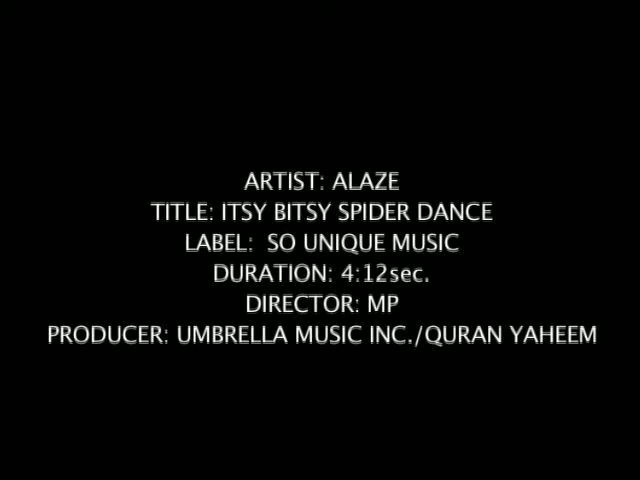 ARTIST: ALAZE
TITLE: ITSY BITSY SPIDER DANCE
LABEL:  SO UNIQUE MUSIC
DURATION: 4:12sec.
DIRECTOR: MP
PRODUCER: UMBRELLA MUSIC INC./QURAN YAHEEM